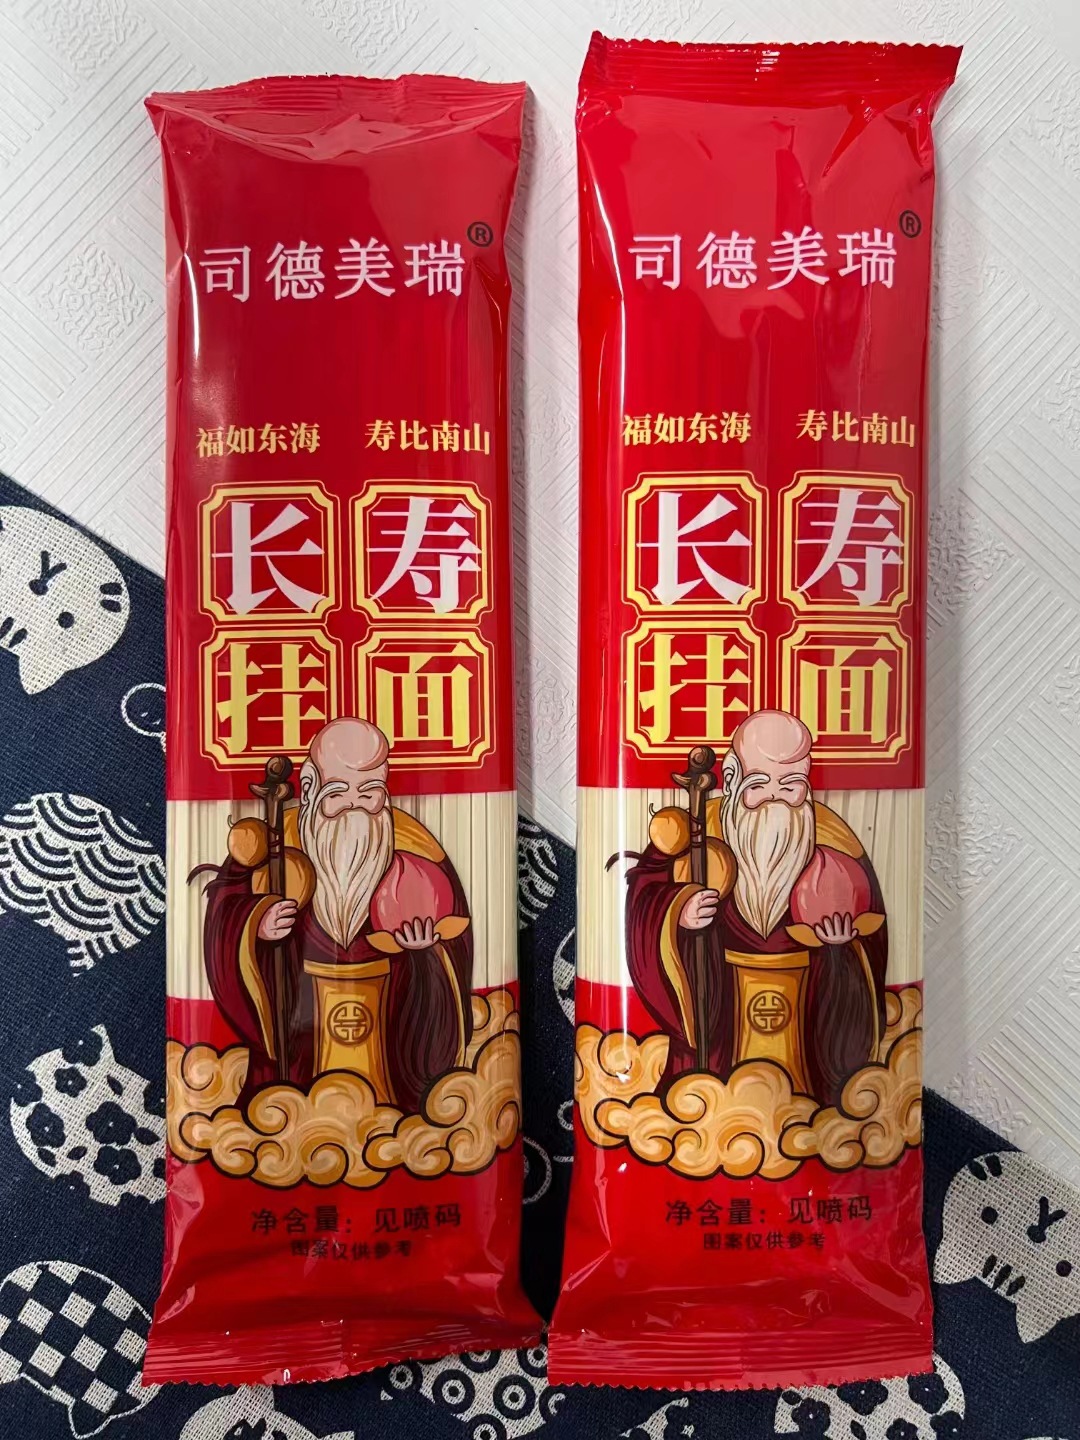 司德美瑞®
福如东海 寿比南山
长寿
挂面
净含量：见喷码
图案仅供参考
司德美瑞®
福如东海 寿比南山
长寿
挂面
净含量：见喷码
图案仅供参考